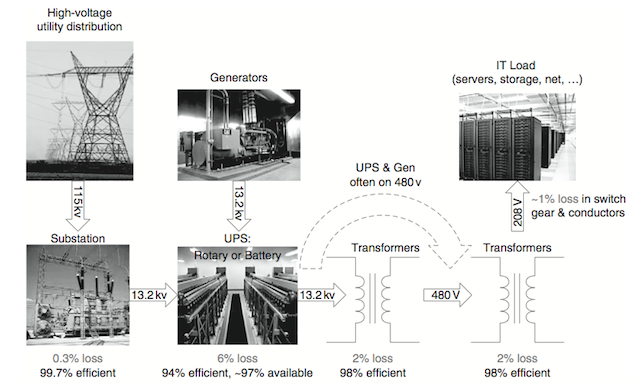 High-voltage
utility distribution
Generators
IT Load
(servers, storage, net, …)
UPS & Gen
often on 480 v
115 kv
13.2 kv
208 V
~1% loss in switch
gear & conductors
Substation
UPS:
Rotary or Battery
Transformers
Transformers
13.2 kv
13.2 kv
480 V
0.3% loss
99.7% efficient
6% loss
94% efficient, ~97% available
2% loss
98% efficient
2% loss
98% efficient